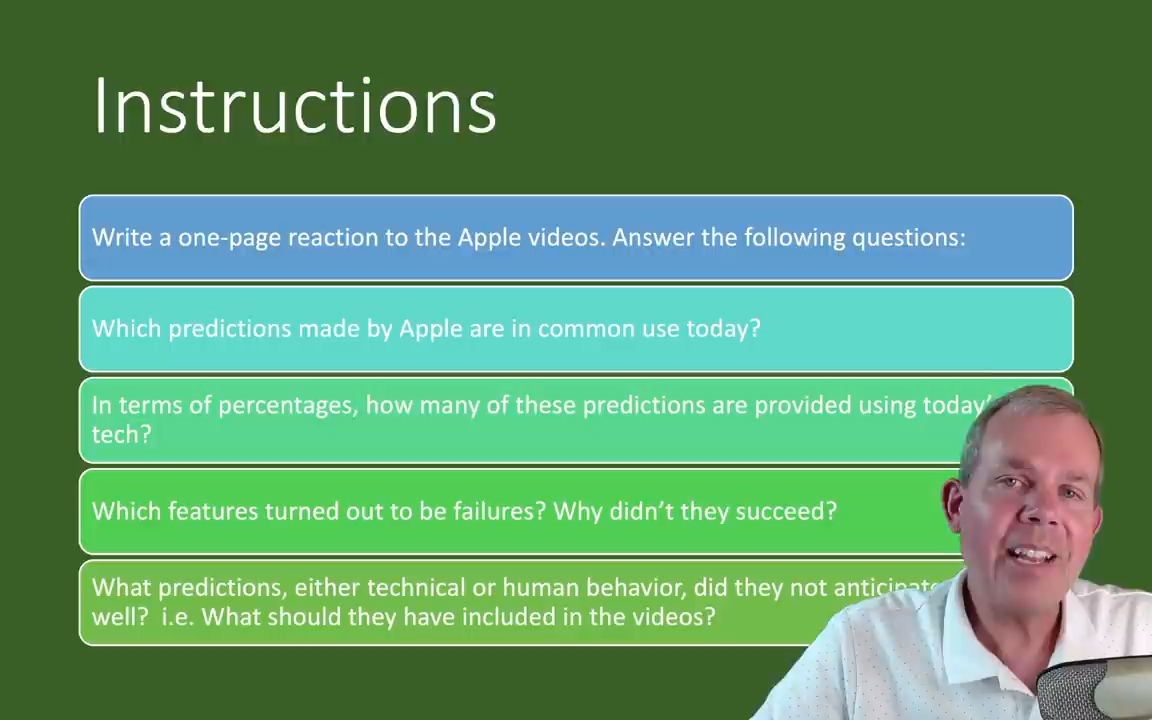 Instructions
Write a one-page reaction to the Apple videos. Answer the following questions:
Which predictions made by Apple are in common use today?
In terms of percentages, how many of these predictions are provided using today's
tech?
Which features turned out to be failures? Why didn't they succeed?
What predictions, either technical or human behavior, did they not anticipate
well? i.e. What should they have included in the videos?